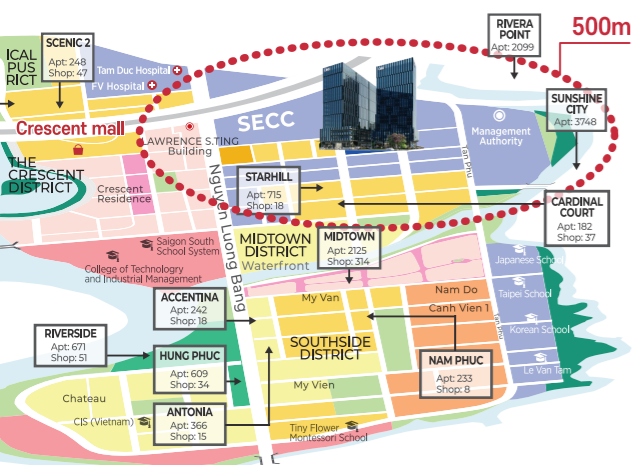 RIVERA
POINT
Apt: 2099
500m
SCENIC 2
Apt: 248
Shop: 47
ICAL
PUS
RICT
Tam Duc Hospital
FV Hospital
SUNSHINE
CITY
Apt: 3748
Crescent mall
SECC
Management
Authority
LAWRENCE S.TING
Building
THE
CRESCENT
DISTRICT
Tan Phu
STARHILL
Apt: 715
Shop: 18
Crescent
Residence
Nguyen Luong Bang
CARDINAL
COURT
Apt: 182
Shop: 37
MIDTOWN
DISTRICT
Waterfront
MIDTOWN
Apt: 2125
Shop: 314
Saigon South
School System
College of Technology
and Industrial Management
Japanese School
ACCENTINA
Apt: 242
Shop: 18
My Van
Nam Do
Canh Vien 1
Taipei School
Tan Phu
Korean School
RIVERSIDE
Apt: 671
Shop: 51
HUNG PHUC
Apt: 609
Shop: 34
SOUTHSIDE
DISTRICT
NAM PHUC
Apt: 233
Shop: 8
Le Van Tam
My Vien
Chateau
CIS (Vietnam)
ANTONIA
Apt: 366
Shop: 15
Tiny Flower
Montessori School